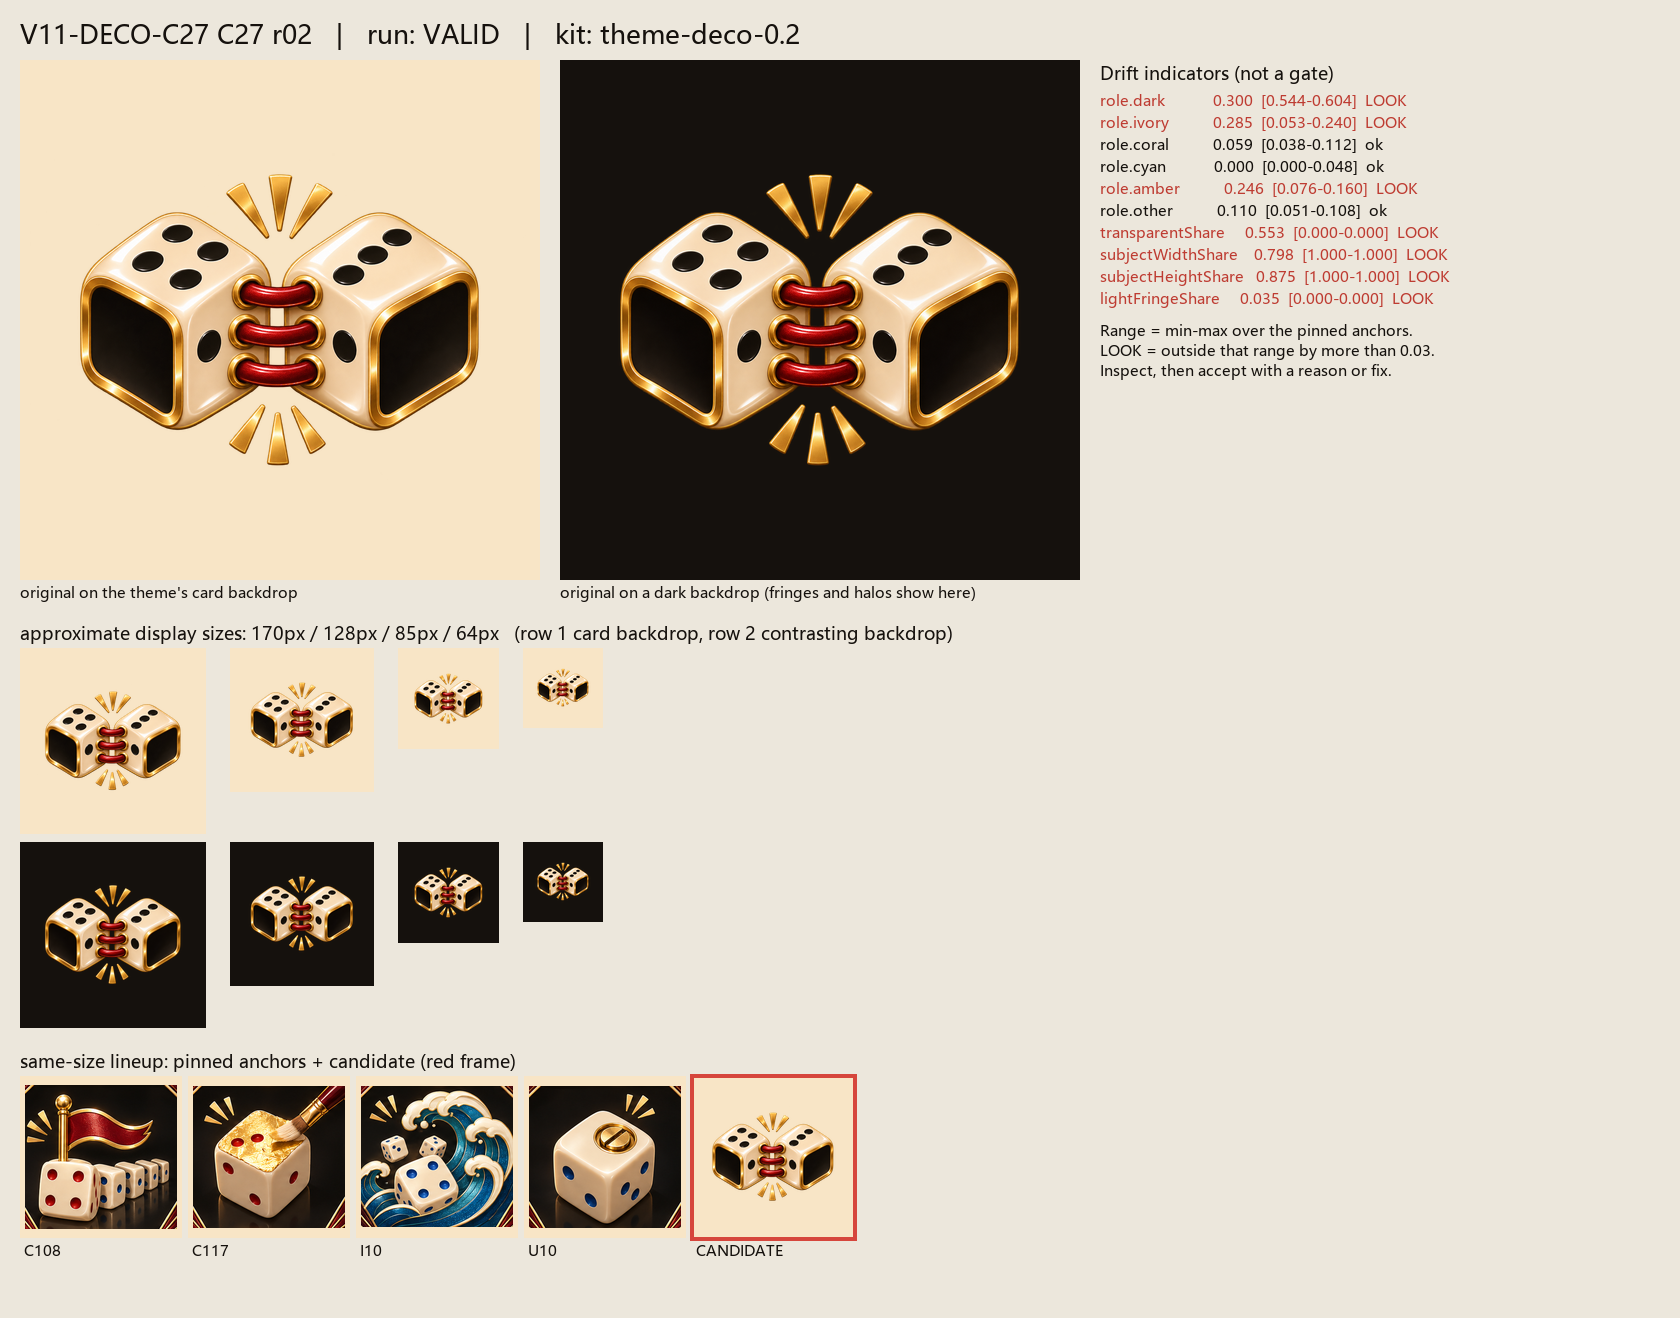 V11-DECO-C27 C27 r02 | run: VALID | kit: theme-deco-0.2
Drift indicators (not a gate)
role.dark 0.300 [0.544-0.604] LOOK
role.ivory 0.285 [0.053-0.240] LOOK
role.coral 0.059 [0.038-0.112] ok
role.cyan 0.000 [0.000-0.048] ok
role.amber 0.246 [0.076-0.160] LOOK
role.other 0.110 [0.051-0.108] ok
transparentShare 0.553 [0.000-0.000] LOOK
subjectWidthShare 0.798 [1.000-1.000] LOOK
subjectHeightShare 0.875 [1.000-1.000] LOOK
lightFringeShare 0.035 [0.000-0.000] LOOK
Range = min-max over the pinned anchors.
LOOK = outside that range by more than 0.03.
Inspect, then accept with a reason or fix.
original on the theme's card backdrop
original on a dark backdrop (fringes and halos show here)
approximate display sizes: 170px / 128px / 85px / 64px (row 1 card backdrop, row 2 contrasting backdrop)
same-size lineup: pinned anchors + candidate (red frame)
C108
C117
I10
U10
CANDIDATE